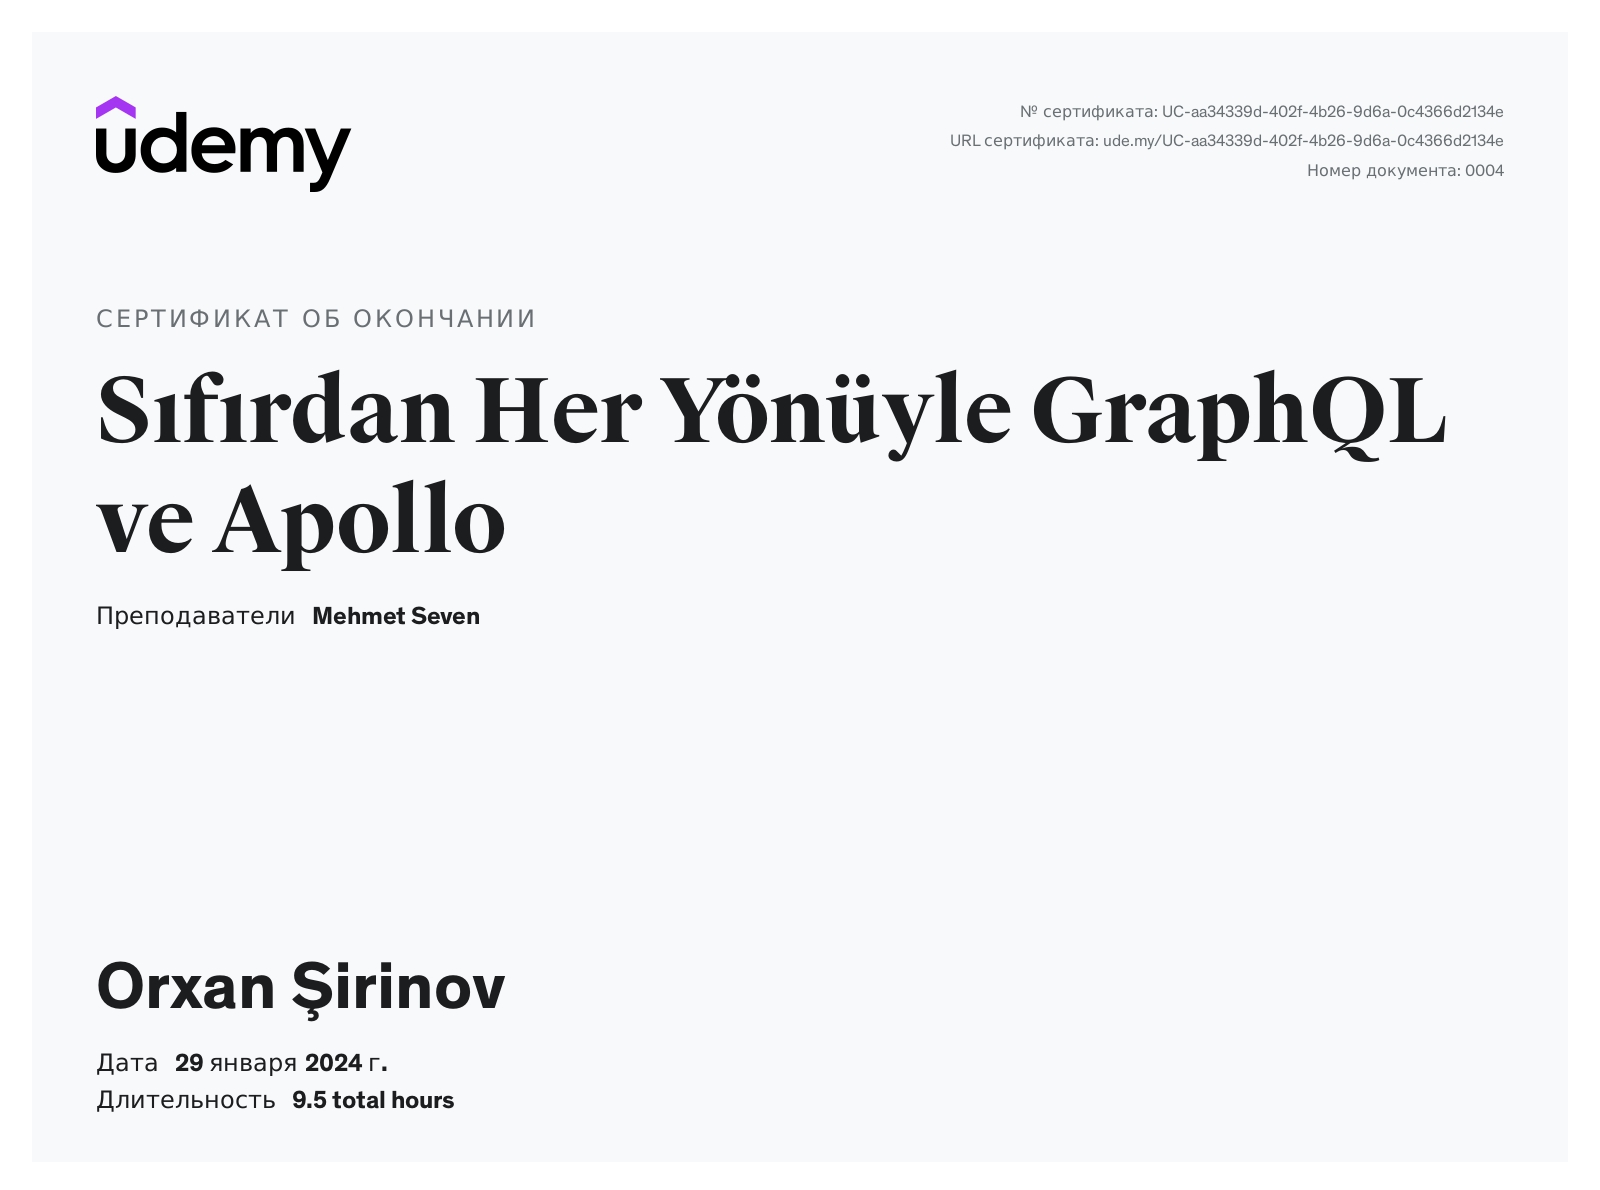 udemy
№ сертификата: UC-aa34339d-402f-4b26-9d6a-0c4366d2134e
URL сертификата: ude.my/UC-aa34339d-402f-4b26-9d6a-0c4366d2134e
Номер документа: 0004
СЕРТИФИКАТ ОБ ОКОНЧАНИИ
Sıfırdan Her Yönüyle GraphQL
ve Apollo
Преподаватели Mehmet Seven
Orxan Şirinov
Дата 29 января 2024 г.
Длительность 9.5 total hours